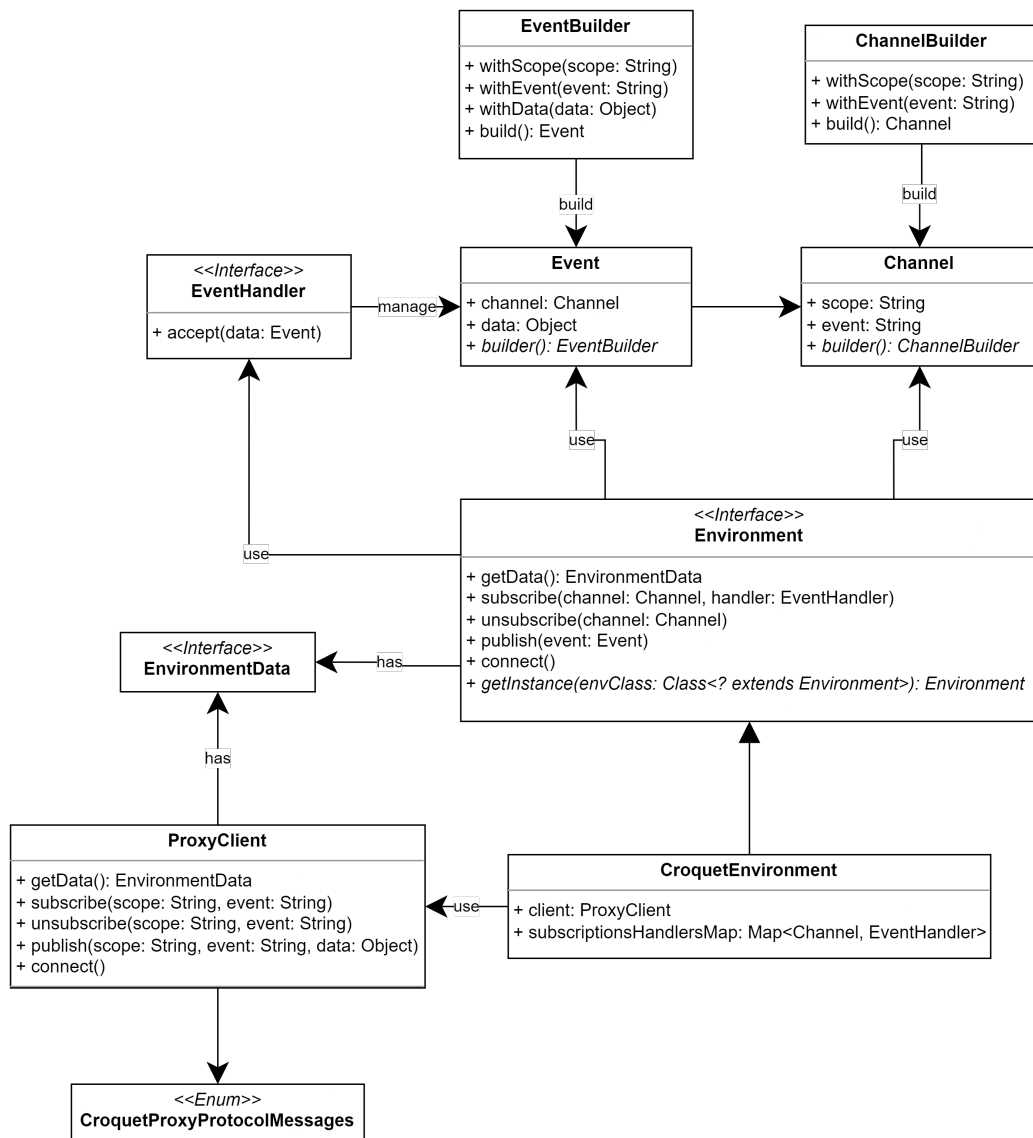 EventBuilder
+ withScope(scope: String)
+ withEvent(event: String)
+ withData(data: Object)
+ build(): Event
ChannelBuilder
+ withScope(scope: String)
+ withEvent(event: String)
+ build(): Channel
build
build
<<Interface>>
EventHandler
+ accept(data: Event)
manage
Event
+ channel: Channel
+ data: Object
+ builder(): EventBuilder
Channel
+ scope: String
+ event: String
+ builder(): ChannelBuilder
use
use
use
<<Interface>>
Environment
+ getData(): EnvironmentData
+ subscribe(channel: Channel, handler: EventHandler)
+ unsubscribe(channel: Channel)
+ publish(event: Event)
+ connect()
+ getInstance(envClass: Class<? extends Environment>): Environment
<<Interface>>
EnvironmentData
has
has
ProxyClient
+ getData(): EnvironmentData
+ subscribe(scope: String, event: String)
+ unsubscribe(scope: String, event: String)
+ publish(scope: String, event: String, data: Object)
+ connect()
use
CroquetEnvironment
+ client: ProxyClient
+ subscriptionsHandlersMap: Map<Channel, EventHandler>
<<Enum>>
CroquetProxyProtocolMessages